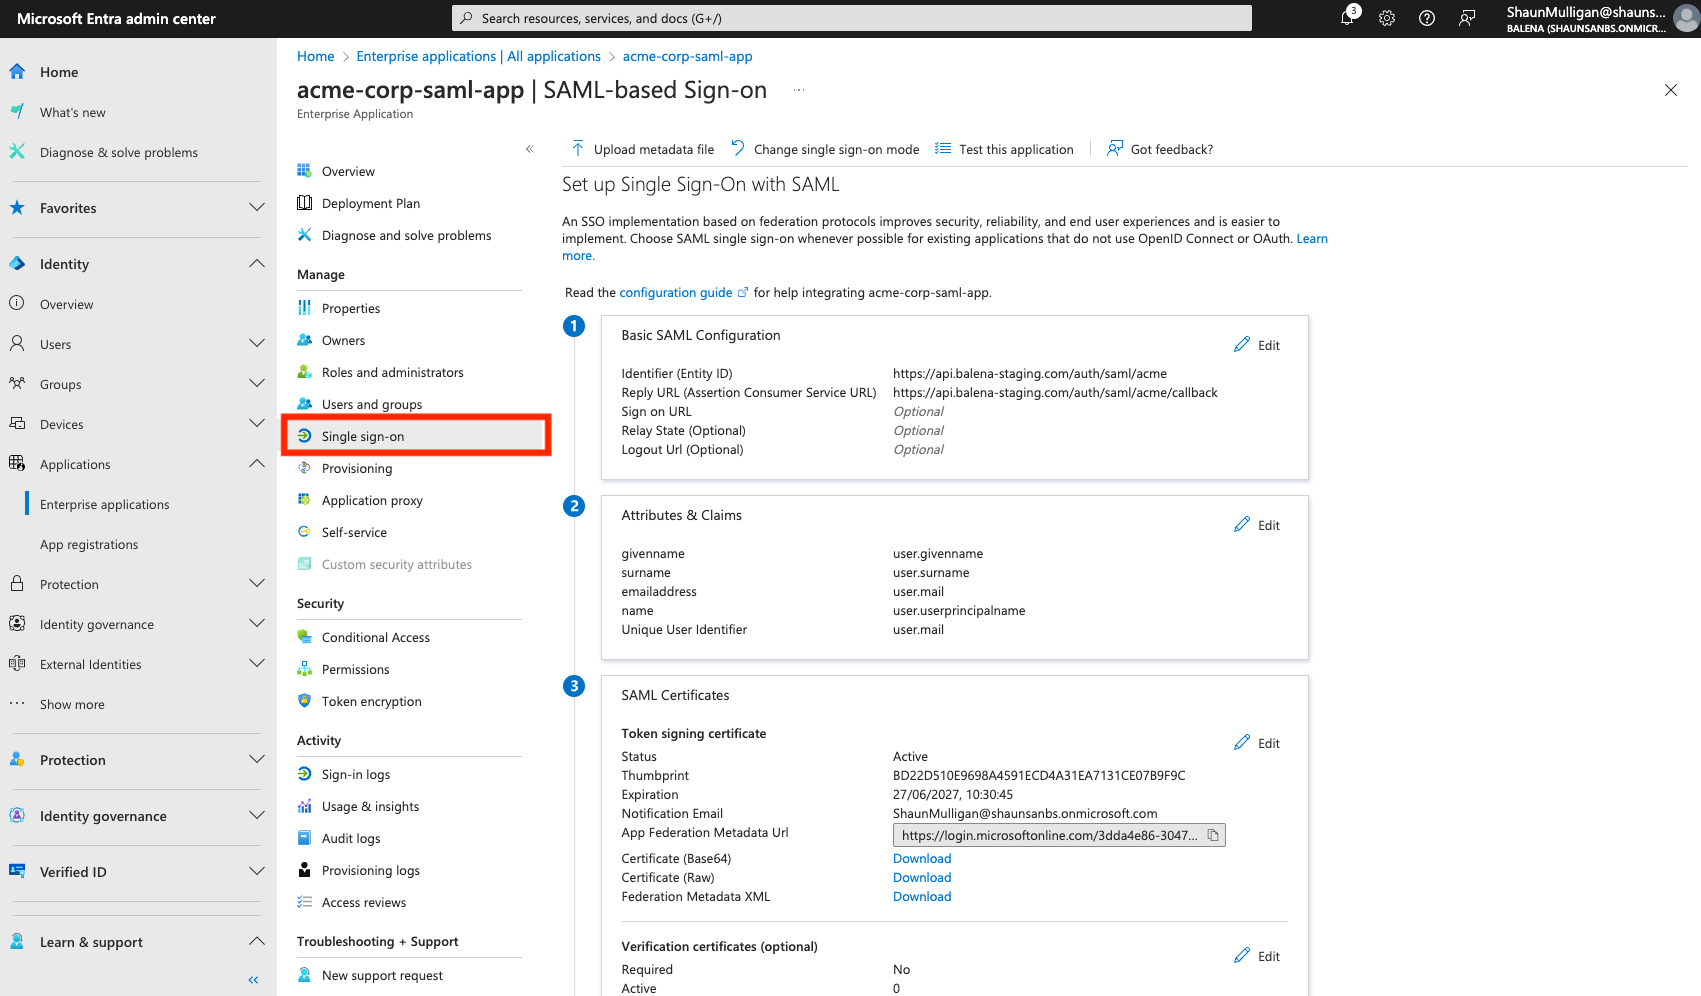 Microsoft Entra admin center
Search resources, services, and docs (G+/)
3
ShaunMulligan@shauns...
BALENA (SHAUNSANBS.ONMICR...
Home
What's new
Diagnose & solve problems
Favorites
Identity
Overview
Users
Groups
Devices
Applications
Enterprise applications
App registrations
Protection
Identity governance
External Identities
Show more
Protection
Identity governance
Verified ID
Learn & support
Home > Enterprise applications | All applications > acme-corp-saml-app
acme-corp-saml-app | SAML-based Sign-on ...
Enterprise Application
Overview
Deployment Plan
Diagnose and solve problems
Manage
Properties
Owners
Roles and administrators
Users and groups
Single sign-on
Provisioning
Application proxy
Self-service
Custom security attributes
Security
Conditional Access
Permissions
Token encryption
Activity
Sign-in logs
Usage & insights
Audit logs
Provisioning logs
Access reviews
Troubleshooting + Support
New support request
Upload metadata file Change single sign-on mode Test this application Got feedback?
Set up Single Sign-On with SAML
An SSO implementation based on federation protocols improves security, reliability, and end user experiences and is easier to
implement. Choose SAML single sign-on whenever possible for existing applications that do not use OpenID Connect or OAuth. Learn
more.
Read the configuration guide for help integrating acme-corp-saml-app.
1
Basic SAML Configuration
Edit
Identifier (Entity ID) https://api.balena-staging.com/auth/saml/acme
Reply URL (Assertion Consumer Service URL) https://api.balena-staging.com/auth/saml/acme/callback
Sign on URL Optional
Relay State (Optional) Optional
Logout Url (Optional) Optional
2
Attributes & Claims
Edit
givenname user.givenname
surname user.surname
emailaddress user.mail
name user.userprincipalname
Unique User Identifier user.mail
3
SAML Certificates
Token signing certificate
Edit
Status Active
Thumbprint BD22D510E9698A4591ECD4A31EA7131CE07B9F9C
Expiration 27/06/2027, 10:30:45
Notification Email ShaunMulligan@shaunsanbs.onmicrosoft.com
App Federation Metadata Url https://login.microsoftonline.com/3dda4e86-3047...
Certificate (Base64) Download
Certificate (Raw) Download
Federation Metadata XML Download
Verification certificates (optional)
Edit
Required No
Active 0